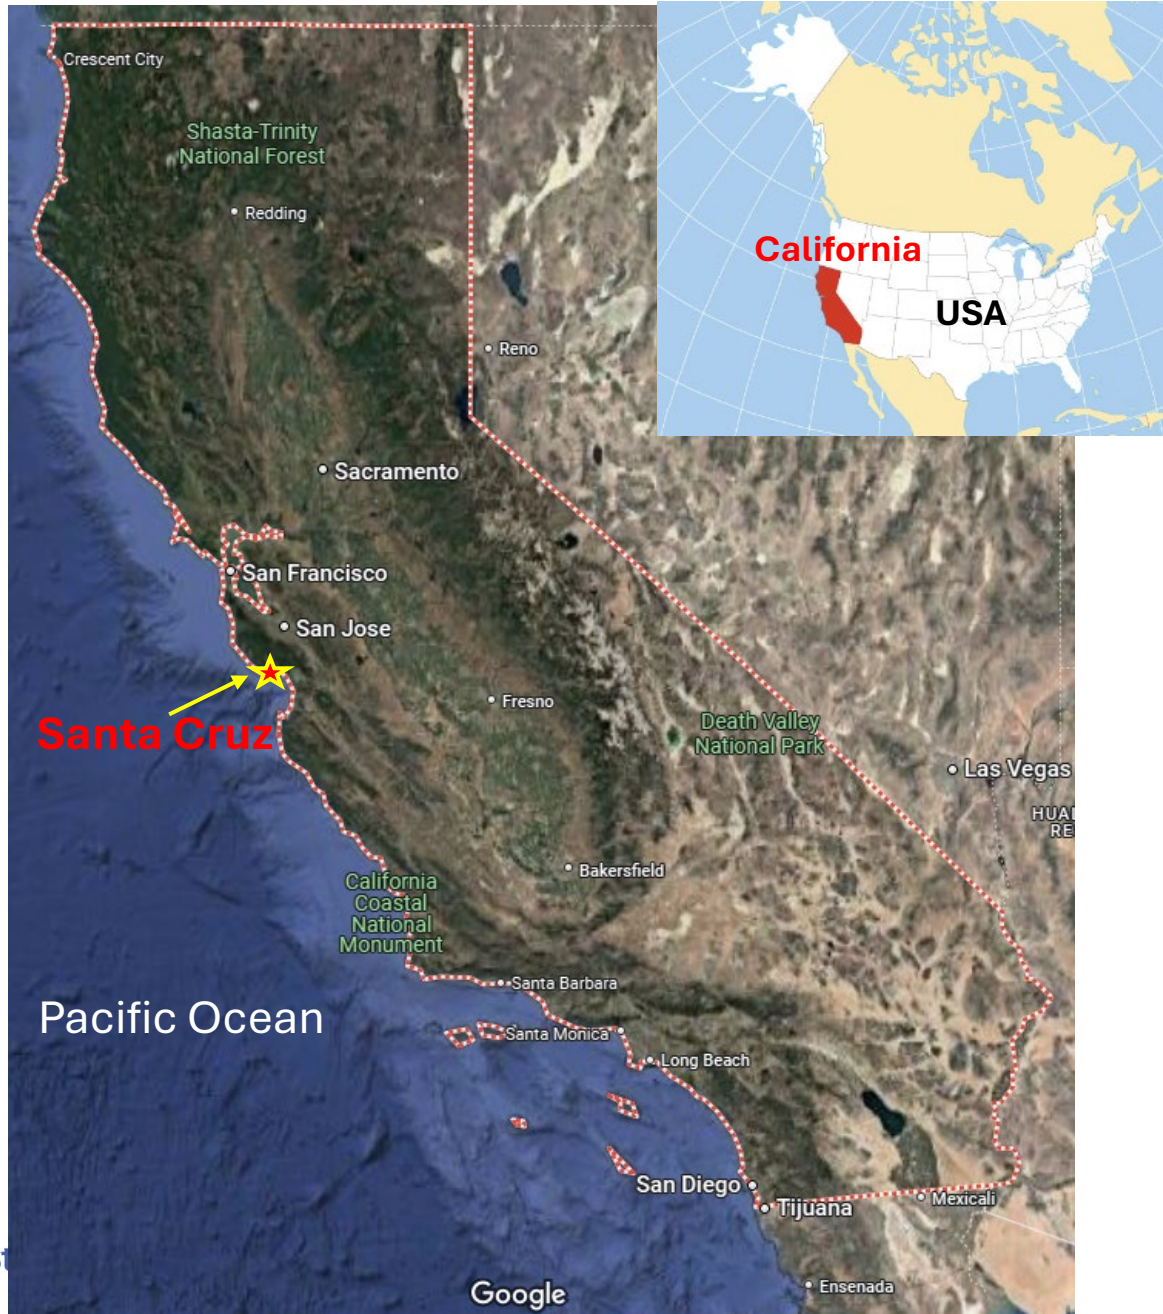 Crescent City
Shasta-Trinity
National Forest
Redding
California
USA
Reno
Sacramento
San Francisco
San Jose
Santa Cruz
Fresno
Death Valley
National Park
Las Vegas
HUAL
RE
Bakersfield
California
Coastal
National
Monument
Santa Barbara
Pacific Ocean
Santa Monica
Long Beach
San Diego
Tijuana
Mexicali
Ensenada
Google